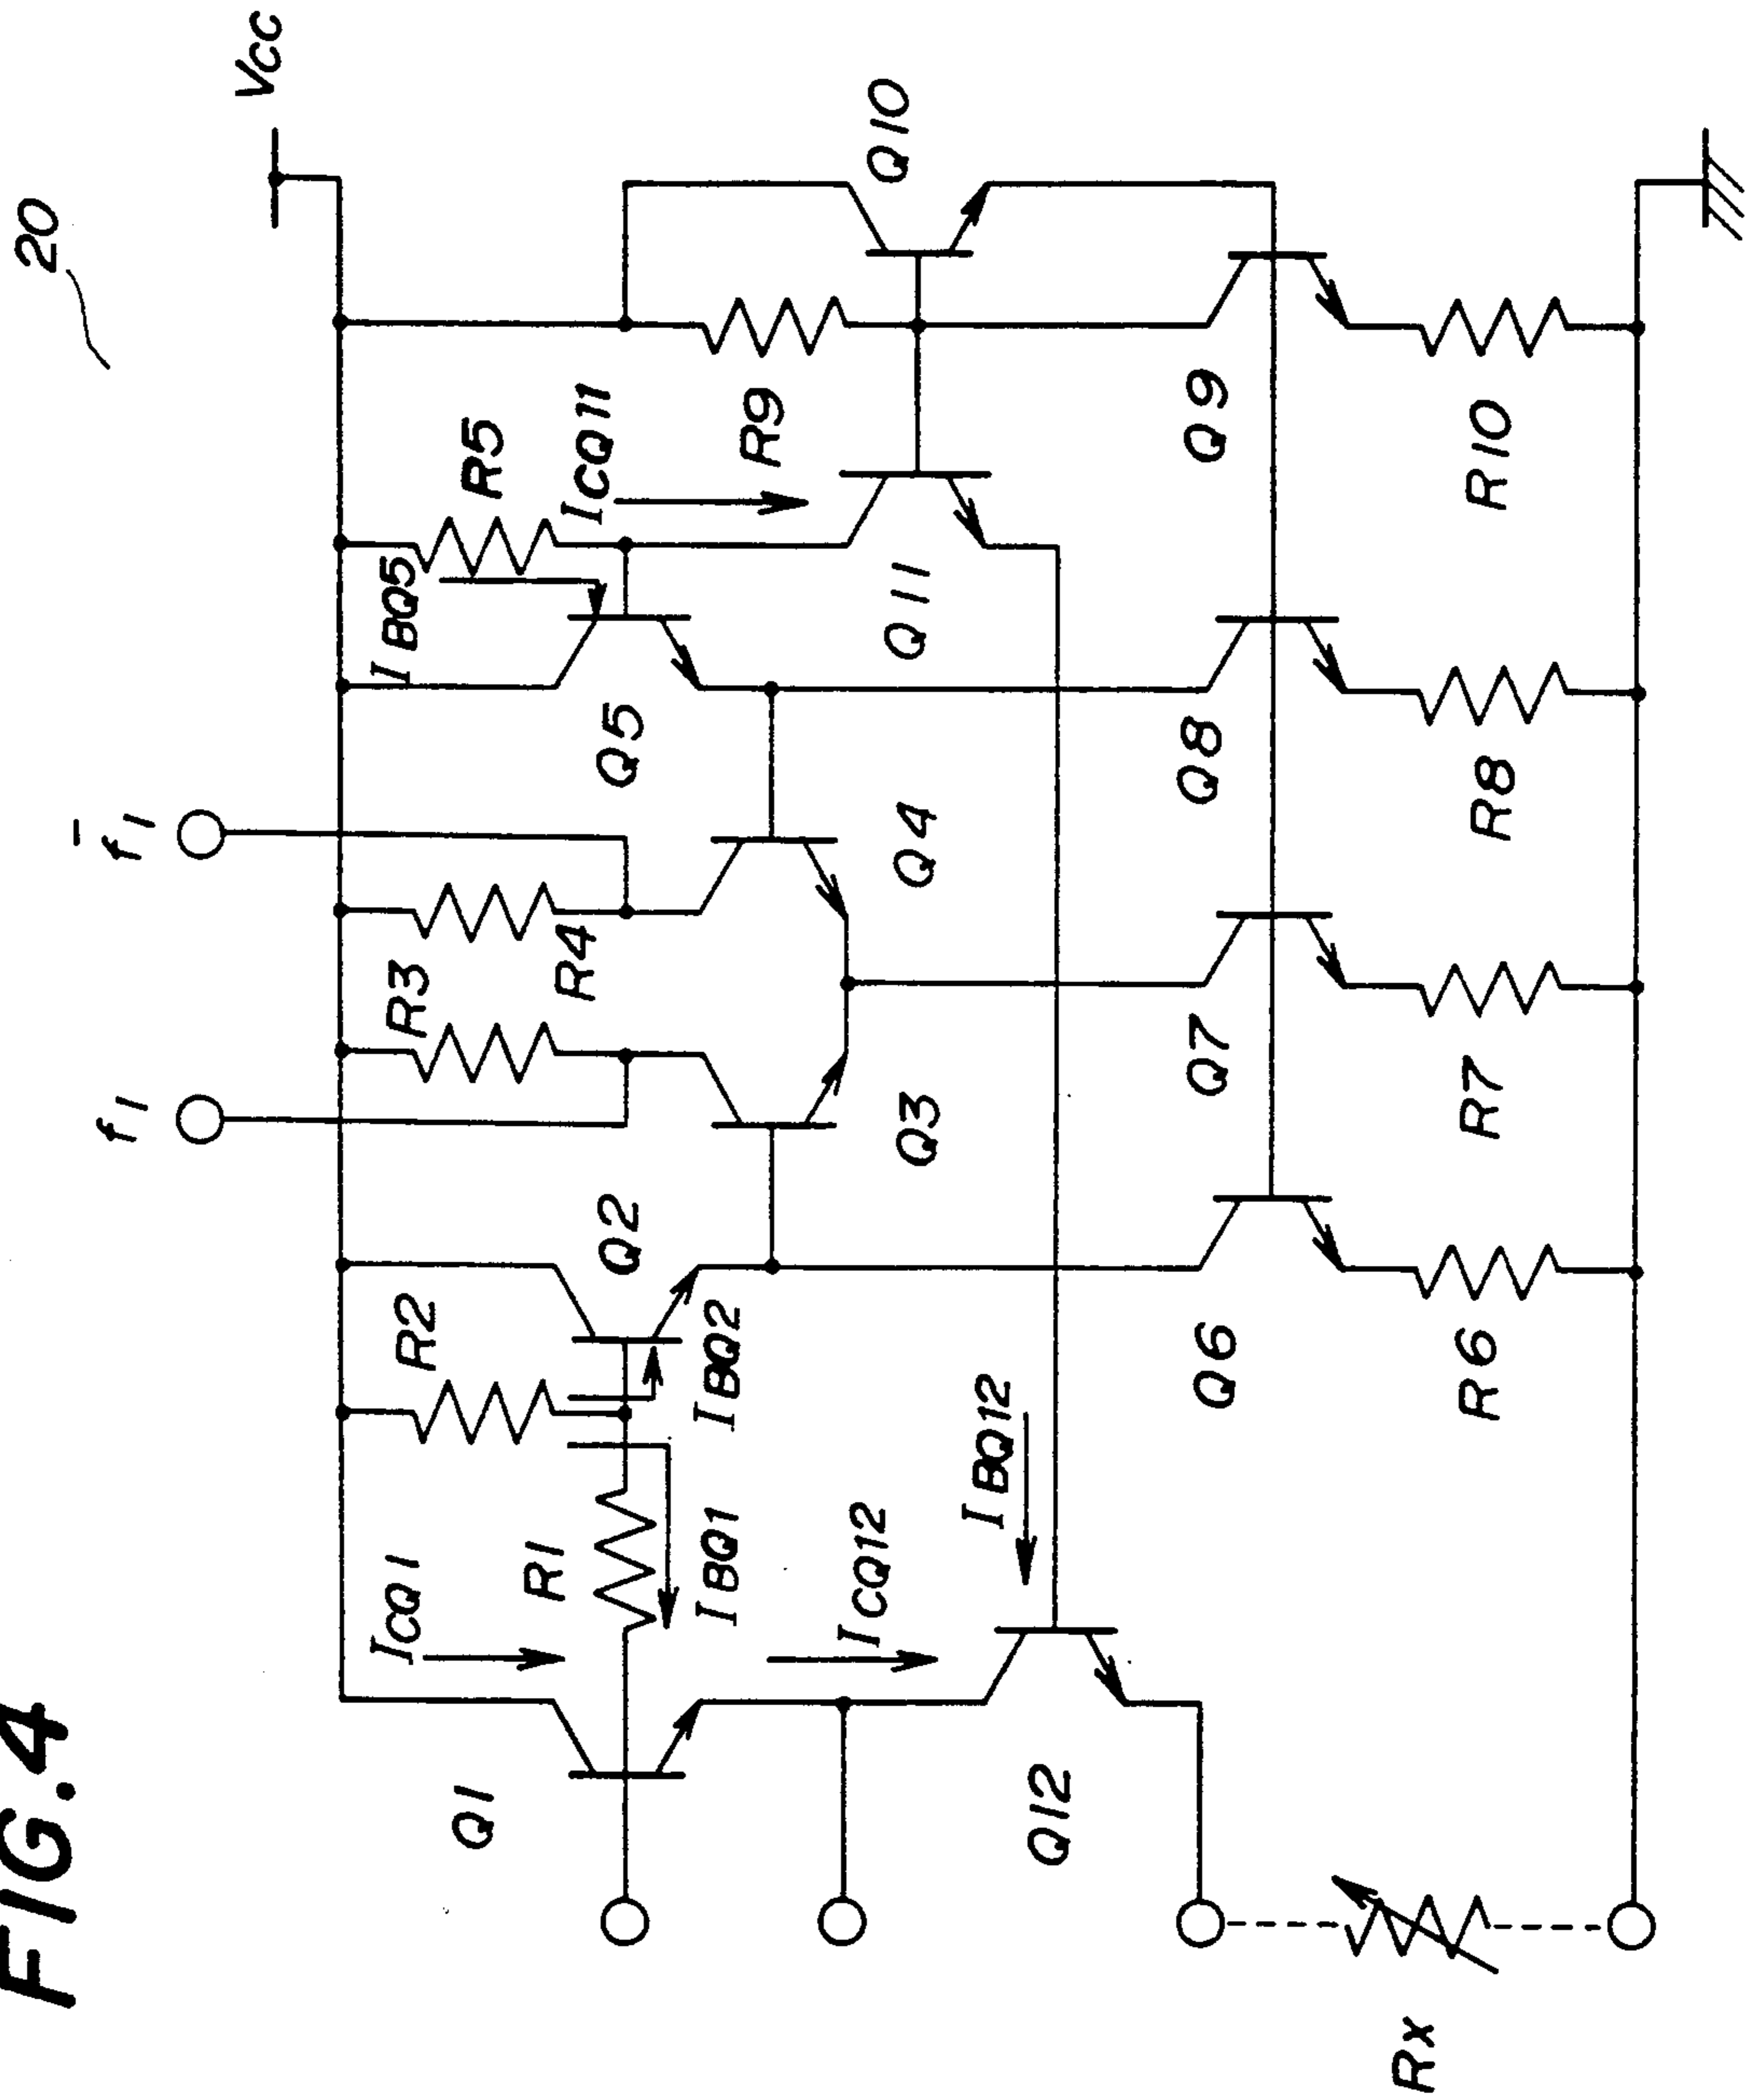 FIG.4
20
Vcc
f1
f̅1
ICQ1
R2
R3
R4
R5
IBQ5
ICQ11
R1
Q1
IBQ1
IBQ2
Q2
Q5
R9
Q10
ICQ12
Q3
Q4
Q11
IBQ12
Q12
Q6
Q7
Q8
Q9
Rx
R6
R7
R8
R10